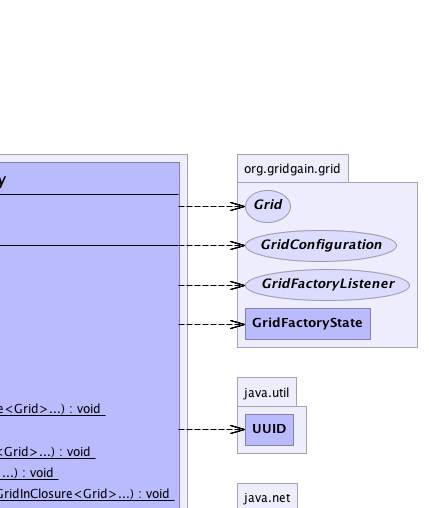 y
org.gridgain.grid
Grid
GridConfiguration
GridFactoryListener
GridFactoryState
e<Grid>...) : void
java.util
UUID
<Grid>...) : void
...) : void
GridInClosure<Grid>...) : void
java.net